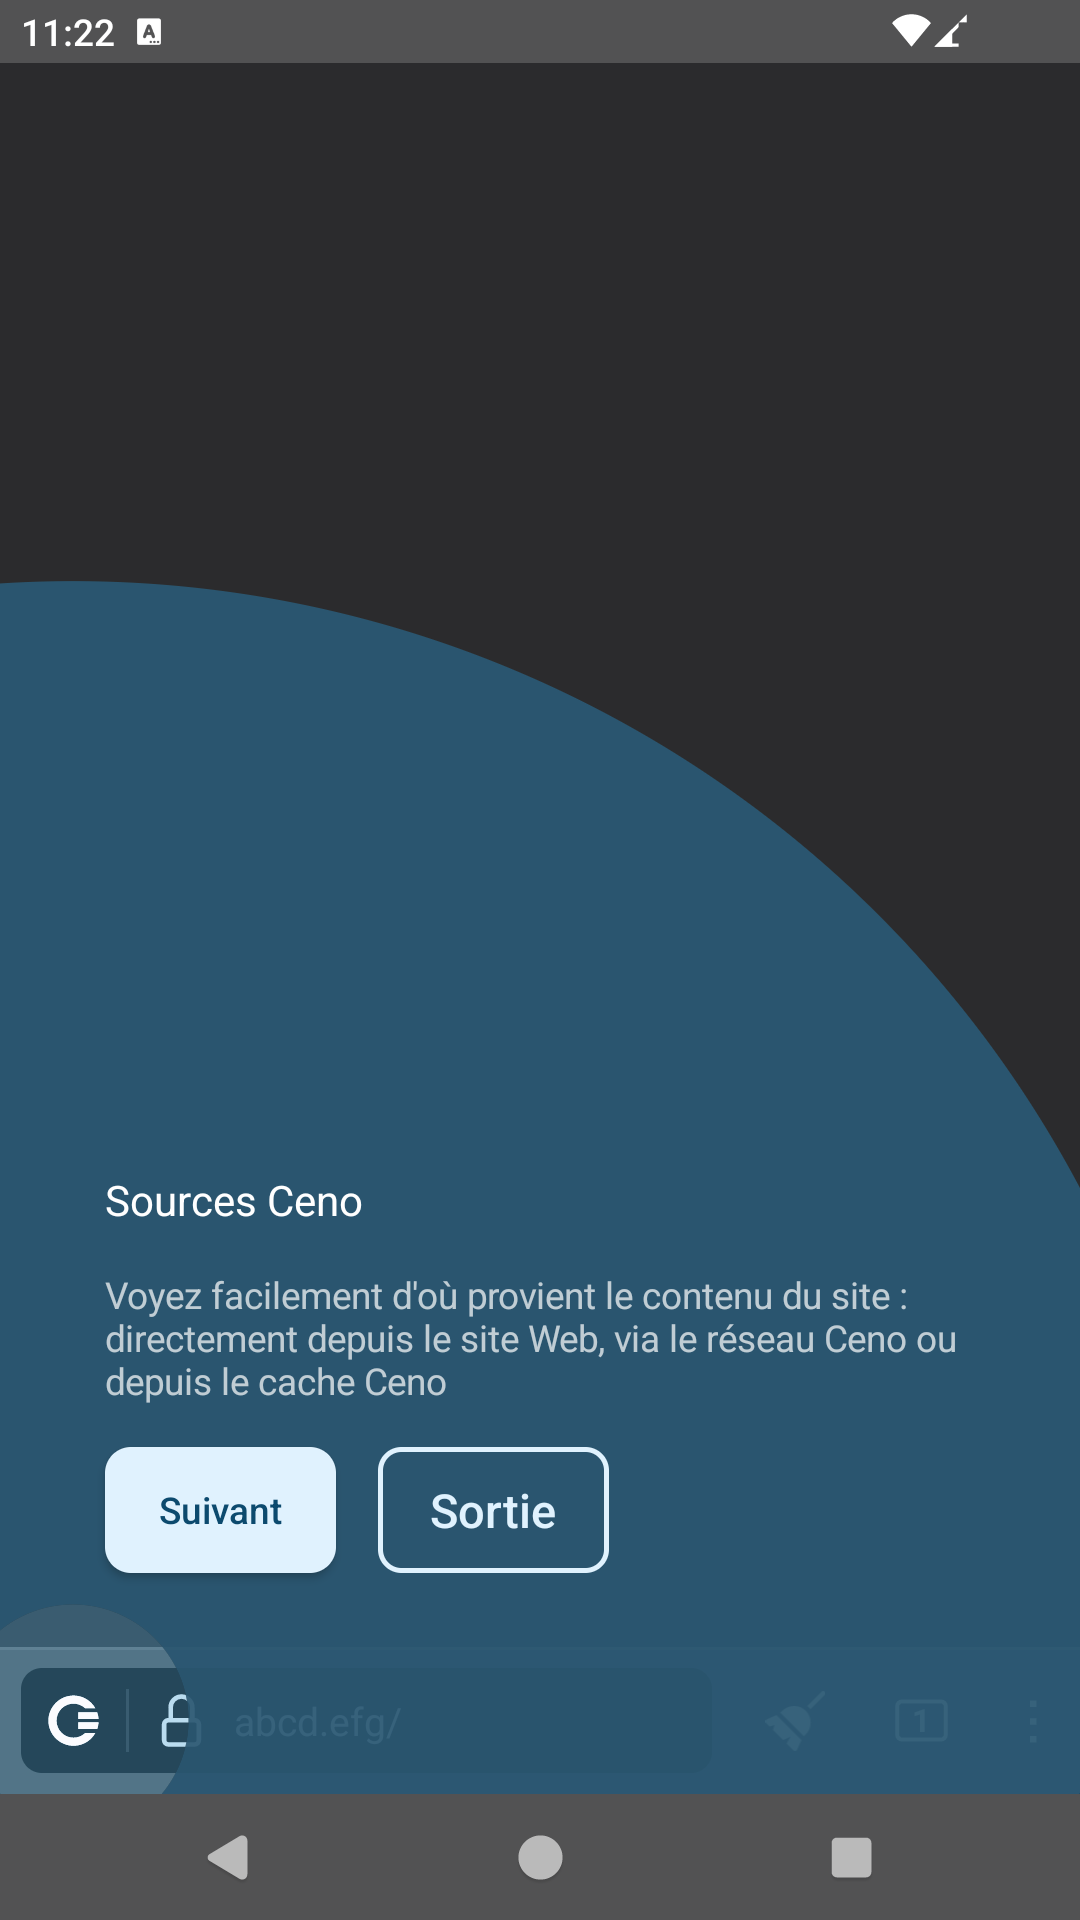 11:22
Sources Ceno
Voyez facilement d'où provient le contenu du site :
directement depuis le site Web, via le réseau Ceno ou
depuis le cache Ceno
Suivant
Sortie
abcd.efg/
1